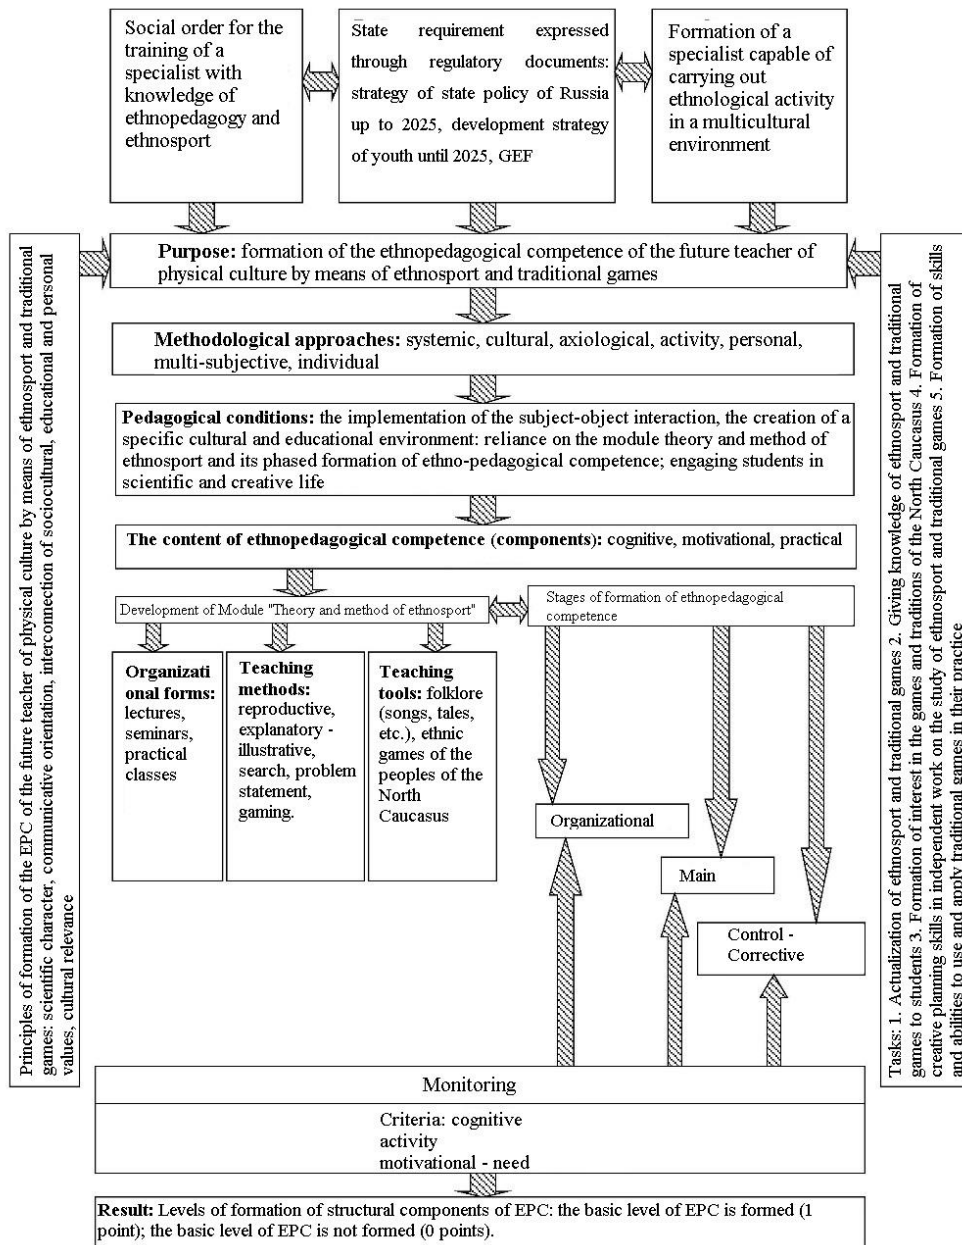 Social order for the
training of a
specialist with
knowledge of
ethnopedagogy and
ethnosport
State requirement expressed
through regulatory documents:
strategy of state policy of Russia
up to 2025, development strategy
of youth until 2025, GEF
Formation of a
specialist capable of
carrying out
ethnological activity
in a multicultural
environment
Principles of formation of the EPC of the future teacher of physical culture by means of ethnosport and traditional
games: scientific character, communicative orientation, interconnection of sociocultural, educational and personal
values, cultural relevance
Purpose: formation of the ethnopedagogical competence of the future teacher of
physical culture by means of ethnosport and traditional games
Methodological approaches: systemic, cultural, axiological, activity, personal,
multi-subjective, individual
Pedagogical conditions: the implementation of the subject-object interaction, the creation of a
specific cultural and educational environment: reliance on the module theory and method of
ethnosport and its phased formation of ethno-pedagogical competence; engaging students in
scientific and creative life
The content of ethnopedagogical competence (components): cognitive, motivational, practical
Development of Module "Theory and method of ethnosport"
Stages of formation of ethnopedagogical
competence
Organizati
onal forms:
lectures,
seminars,
practical
classes
Teaching
methods:
reproductive,
explanatory -
illustrative,
search, problem
statement,
gaming.
Teaching
tools: folklore
(songs, tales,
etc.), ethnic
games of the
peoples of the
North
Caucasus
Organizational
Main
Control -
Corrective
Tasks: 1. Actualization of ethnosport and traditional games 2. Giving knowledge of ethnosport and traditional
games to students 3. Formation of interest in the games and traditions of the North Caucasus 4. Formation of
creative planning skills in independent work on the study of ethnosport and traditional games 5. Formation of skills
and abilities to use and apply traditional games in their practice
Monitoring
Criteria: cognitive
activity
motivational - need
Result: Levels of formation of structural components of EPC: the basic level of EPC is formed (1
point); the basic level of EPC is not formed (0 points).